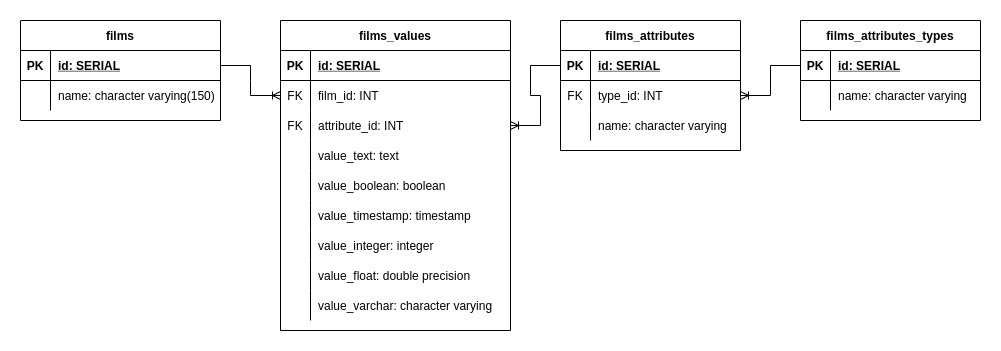 films
PK id: SERIAL
name: character varying(150)
films_values
PK id: SERIAL
FK film_id: INT
FK attribute_id: INT
value_text: text
value_boolean: boolean
value_timestamp: timestamp
value_integer: integer
value_float: double precision
value_varchar: character varying
films_attributes
PK id: SERIAL
FK type_id: INT
name: character varying
films_attributes_types
PK id: SERIAL
name: character varying